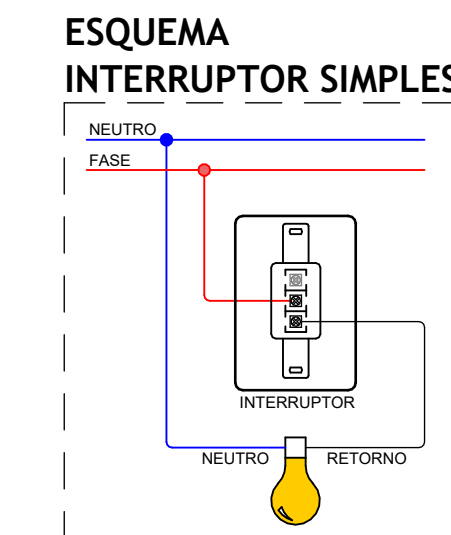 ESQUEMA
INTERRUPTOR SIMPLES
NEUTRO
FASE
INTERRUPTOR
NEUTRO
RETORNO